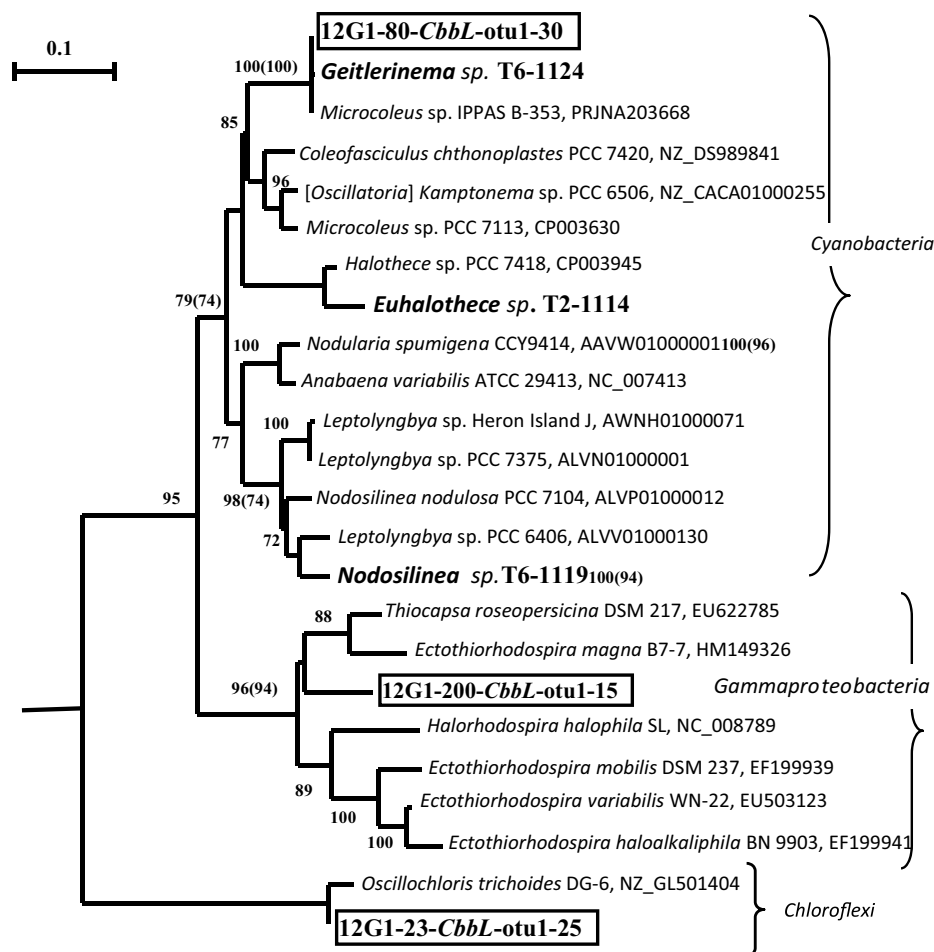 12G1-80-CbbL-otu1-30
0.1
100(100)
Geitlerinema sp. T6-1124
Microcoleus sp. IPPAS B-353, PRJNA203668
85
Coleofasciculus chthonoplastes PCC 7420, NZ_DS989841
96
[Oscillatoria] Kamptonema sp. PCC 6506, NZ_CACA01000255
Microcoleus sp. PCC 7113, CP003630
Cyanobacteria
Halothece sp. PCC 7418, CP003945
79(74)
Euhalothece sp. T2-1114
100
Nodularia spumigena CCY9414, AAVW01000001100(96)
Anabaena variabilis ATCC 29413, NC_007413
100
Leptolyngbya sp. Heron Island J, AWNH01000071
77
Leptolyngbya sp. PCC 7375, ALVN01000001
95
98(74)
Nodosilinea nodulosa PCC 7104, ALVP01000012
72
Leptolyngbya sp. PCC 6406, ALVV01000130
Nodosilinea sp.T6-1119100(94)
88
Thiocapsa roseopersicina DSM 217, EU622785
Ectothiorhodospira magna B7-7, HM149326
96(94)
12G1-200-CbbL-otu1-15
Gammaproteobacteria
Halorhodospira halophila SL, NC_008789
89
Ectothiorhodospira mobilis DSM 237, EF199939
100
Ectothiorhodospira variabilis WN-22, EU503123
100
Ectothiorhodospira haloalkaliphila BN 9903, EF199941
Oscillochloris trichoides DG-6, NZ_GL501404
Chloroflexi
12G1-23-CbbL-otu1-25